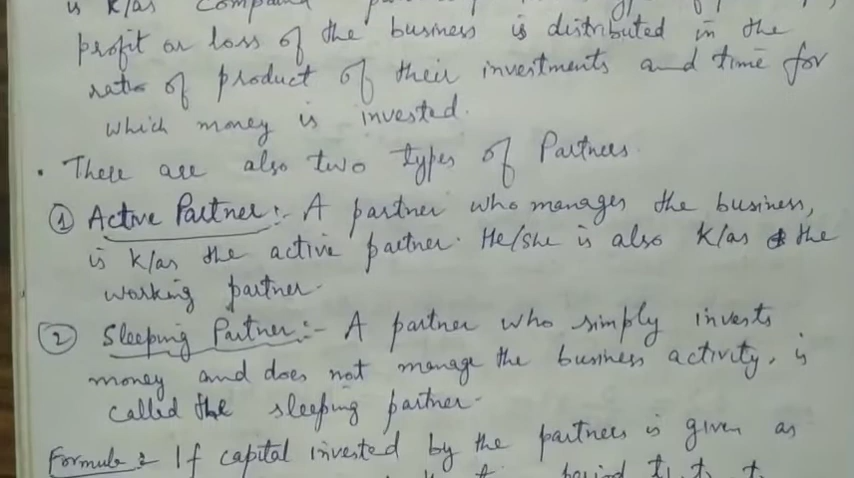 is k/as compound
profit or loss of the business is distributed in the
ratio of product of their investments and time for
which money is invested.
• There are also two types of Partners.
① Active Partner :- A partner who manages the business,
is k/as the active partner. He/she is also k/as the
working partner.
② Sleeping Partner :- A partner who simply invests
money and does not manage the business activity, is
called the sleeping partner.
Formula : If capital invested by the partners is given as
period